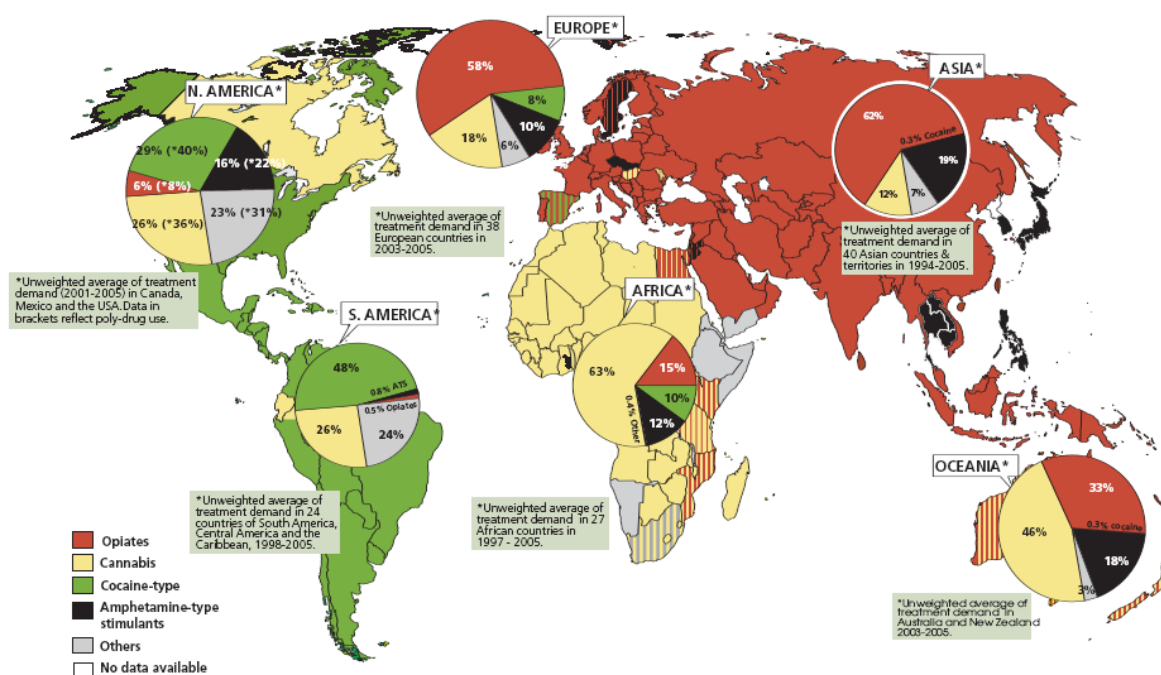 EUROPE*
58%
8%
10%
6%
18%
*Unweighted average of
treatment demand in 38
European countries in
2003-2005.
ASIA*
62%
0.3% Cocaine
19%
7%
12%
*Unweighted average of
treatment demand in
40 Asian countries &
territories in 1994-2005.
N. AMERICA*
29% (*40%)
16% (*22%)
6% (*8%)
23% (*31%)
26% (*36%)
*Unweighted average of treatment
demand (2001-2005) in Canada,
Mexico and the USA.Data in
brackets reflect poly-drug use.
S. AMERICA*
48%
0.8% ATS
0.5% Opiates
26%
24%
*Unweighted average of
treatment demand in 24
countries of South America,
Central America and the
Caribbean, 1998-2005.
AFRICA*
63%
15%
10%
12%
0.4% Other
*Unweighted average of
treatment demand in 27
African countries in
1997 - 2005.
OCEANIA*
33%
0.3% cocaine
46%
18%
3%
*Unweighted average of
treatment demand in
Australia and New Zealand
2003-2005.
Opiates
Cannabis
Cocaine-type
Amphetamine-type
stimulants
Others
No data available